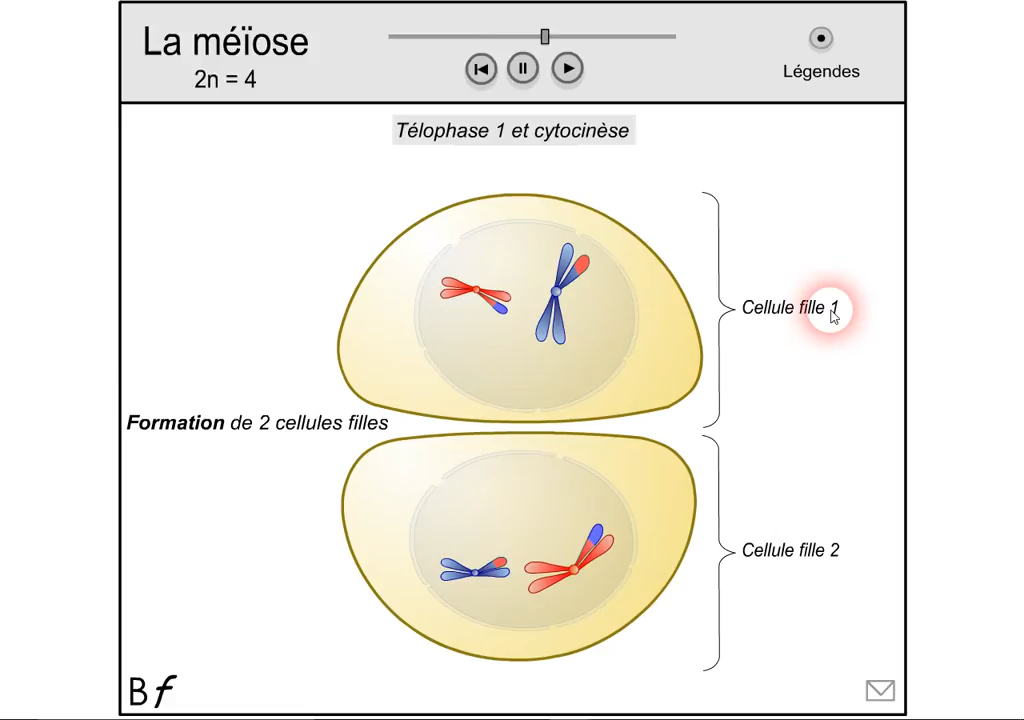 La méïose
2n = 4
Légendes
Télophase 1 et cytocinèse
Cellule fille 1
Formation de 2 cellules filles
Cellule fille 2
Bf